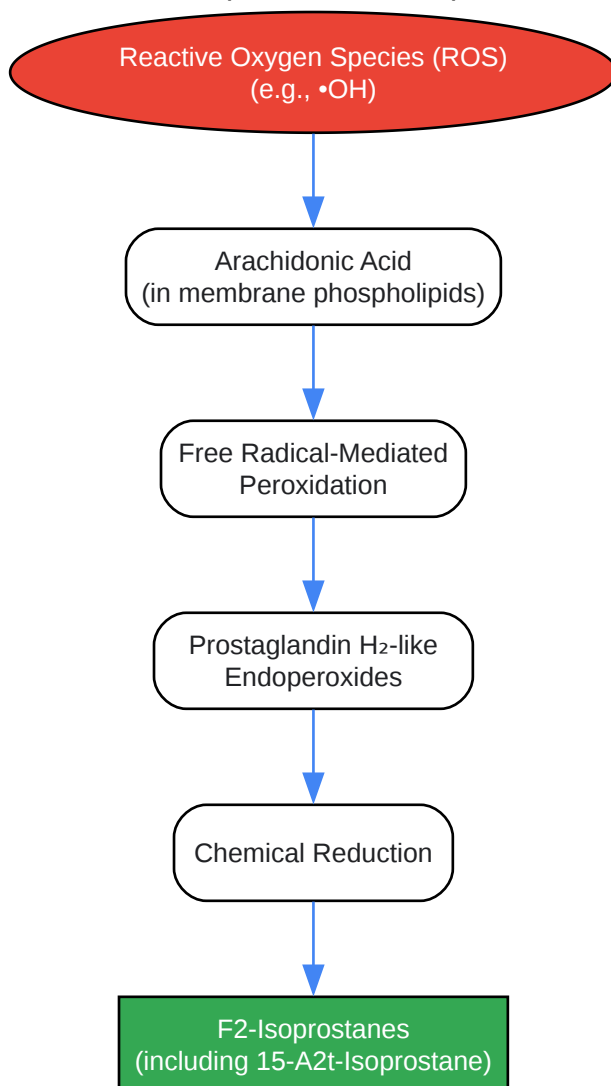 Reactive Oxygen Species (ROS)
(e.g., •OH)
Arachidonic Acid
(in membrane phospholipids)
Free Radical-Mediated
Peroxidation
Prostaglandin H₂-like
Endoperoxides
Chemical Reduction
F2-Isoprostanes
(including 15-A2t-Isoprostane)